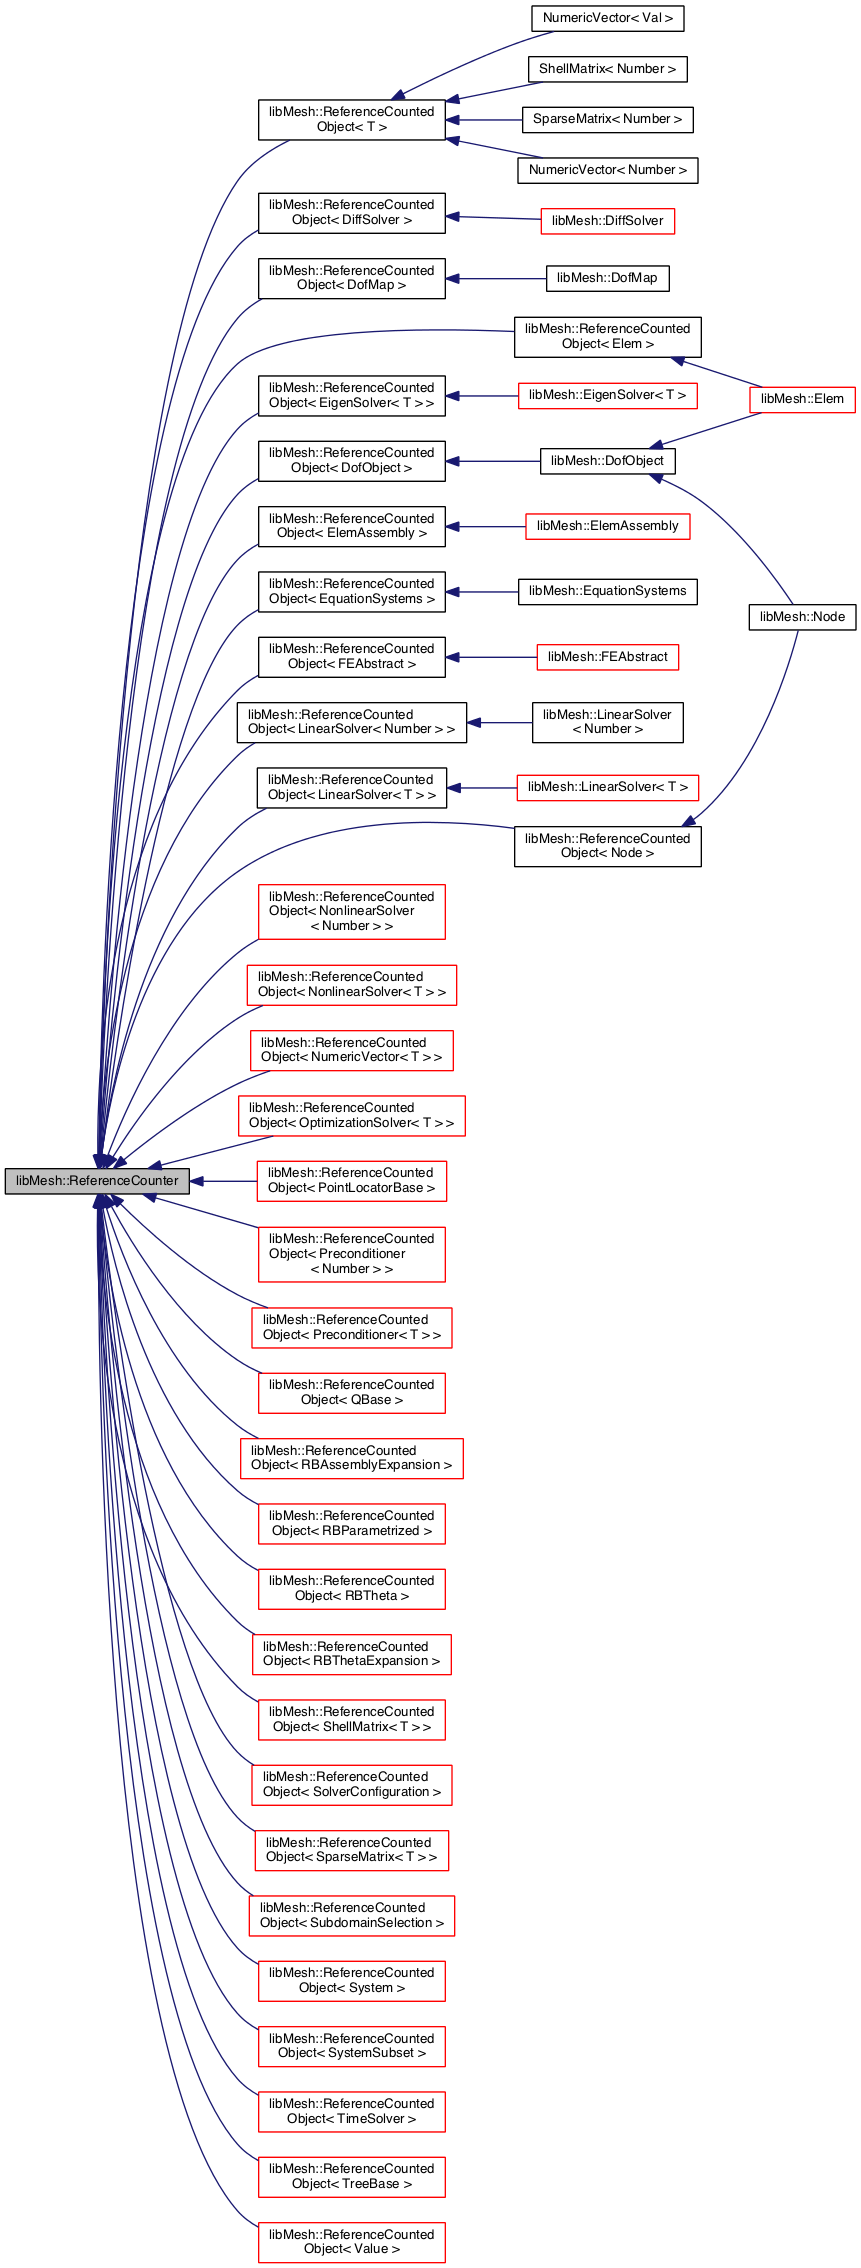 NumericVector< Val >
ShellMatrix< Number >
libMesh::ReferenceCounted
Object< T >
SparseMatrix< Number >
NumericVector< Number >
libMesh::ReferenceCounted
Object< DiffSolver >
libMesh::DiffSolver
libMesh::ReferenceCounted
Object< DofMap >
libMesh::DofMap
libMesh::ReferenceCounted
Object< Elem >
libMesh::ReferenceCounted
Object< EigenSolver< T > >
libMesh::EigenSolver< T >
libMesh::Elem
libMesh::ReferenceCounted
Object< DofObject >
libMesh::DofObject
libMesh::ReferenceCounted
Object< ElemAssembly >
libMesh::ElemAssembly
libMesh::ReferenceCounted
Object< EquationSystems >
libMesh::EquationSystems
libMesh::Node
libMesh::ReferenceCounted
Object< FEAbstract >
libMesh::FEAbstract
libMesh::ReferenceCounted
Object< LinearSolver< Number > >
libMesh::LinearSolver
< Number >
libMesh::ReferenceCounted
Object< LinearSolver< T > >
libMesh::LinearSolver< T >
libMesh::ReferenceCounted
Object< Node >
libMesh::ReferenceCounted
Object< NonlinearSolver
< Number > >
libMesh::ReferenceCounted
Object< NonlinearSolver< T > >
libMesh::ReferenceCounted
Object< NumericVector< T > >
libMesh::ReferenceCounted
Object< OptimizationSolver< T > >
libMesh::ReferenceCounter
libMesh::ReferenceCounted
Object< PointLocatorBase >
libMesh::ReferenceCounted
Object< Preconditioner
< Number > >
libMesh::ReferenceCounted
Object< Preconditioner< T > >
libMesh::ReferenceCounted
Object< QBase >
libMesh::ReferenceCounted
Object< RBAssemblyExpansion >
libMesh::ReferenceCounted
Object< RBParametrized >
libMesh::ReferenceCounted
Object< RBTheta >
libMesh::ReferenceCounted
Object< RBThetaExpansion >
libMesh::ReferenceCounted
Object< ShellMatrix< T > >
libMesh::ReferenceCounted
Object< SolverConfiguration >
libMesh::ReferenceCounted
Object< SparseMatrix< T > >
libMesh::ReferenceCounted
Object< SubdomainSelection >
libMesh::ReferenceCounted
Object< System >
libMesh::ReferenceCounted
Object< SystemSubset >
libMesh::ReferenceCounted
Object< TimeSolver >
libMesh::ReferenceCounted
Object< TreeBase >
libMesh::ReferenceCounted
Object< Value >